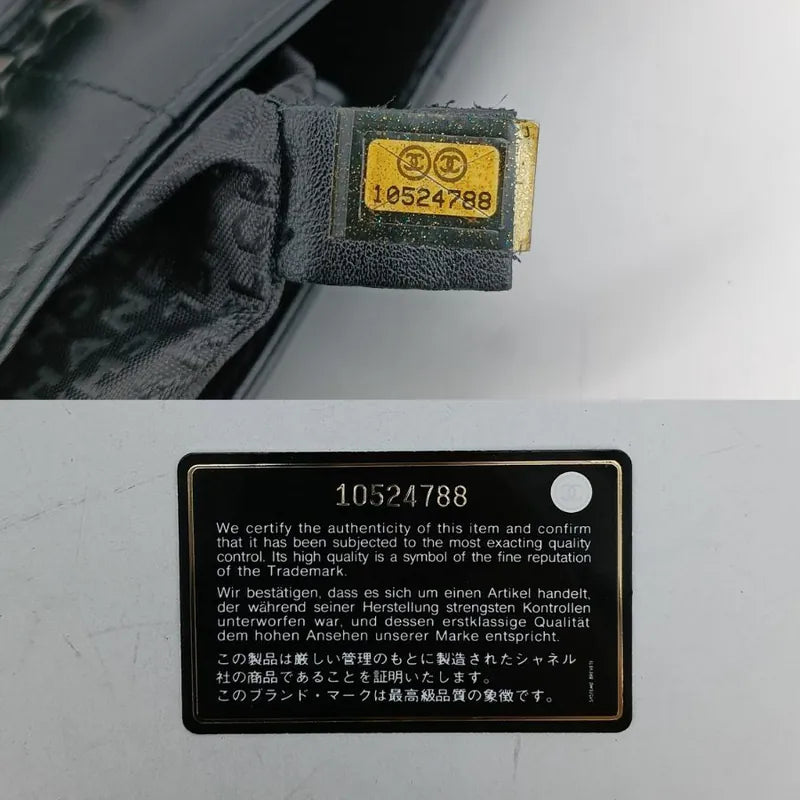 10524788
10524788
We certify the authenticity of this item and confirm
that it has been subjected to the most exacting quality
control. Its high quality is a symbol of the fine reputation
of the Trademark.
Wir bestätigen, dass es sich um einen Artikel handelt,
der während seiner Herstellung strengsten Kontrollen
unterworfen war, und dessen erstklassige Qualität
dem hohen Ansehen unserer Marke entspricht.
この製品は厳しい管理のもとに製造されたシャネル
社の商品であることを証明いたします。
このブランド・マークは最高級品質の象徴です。